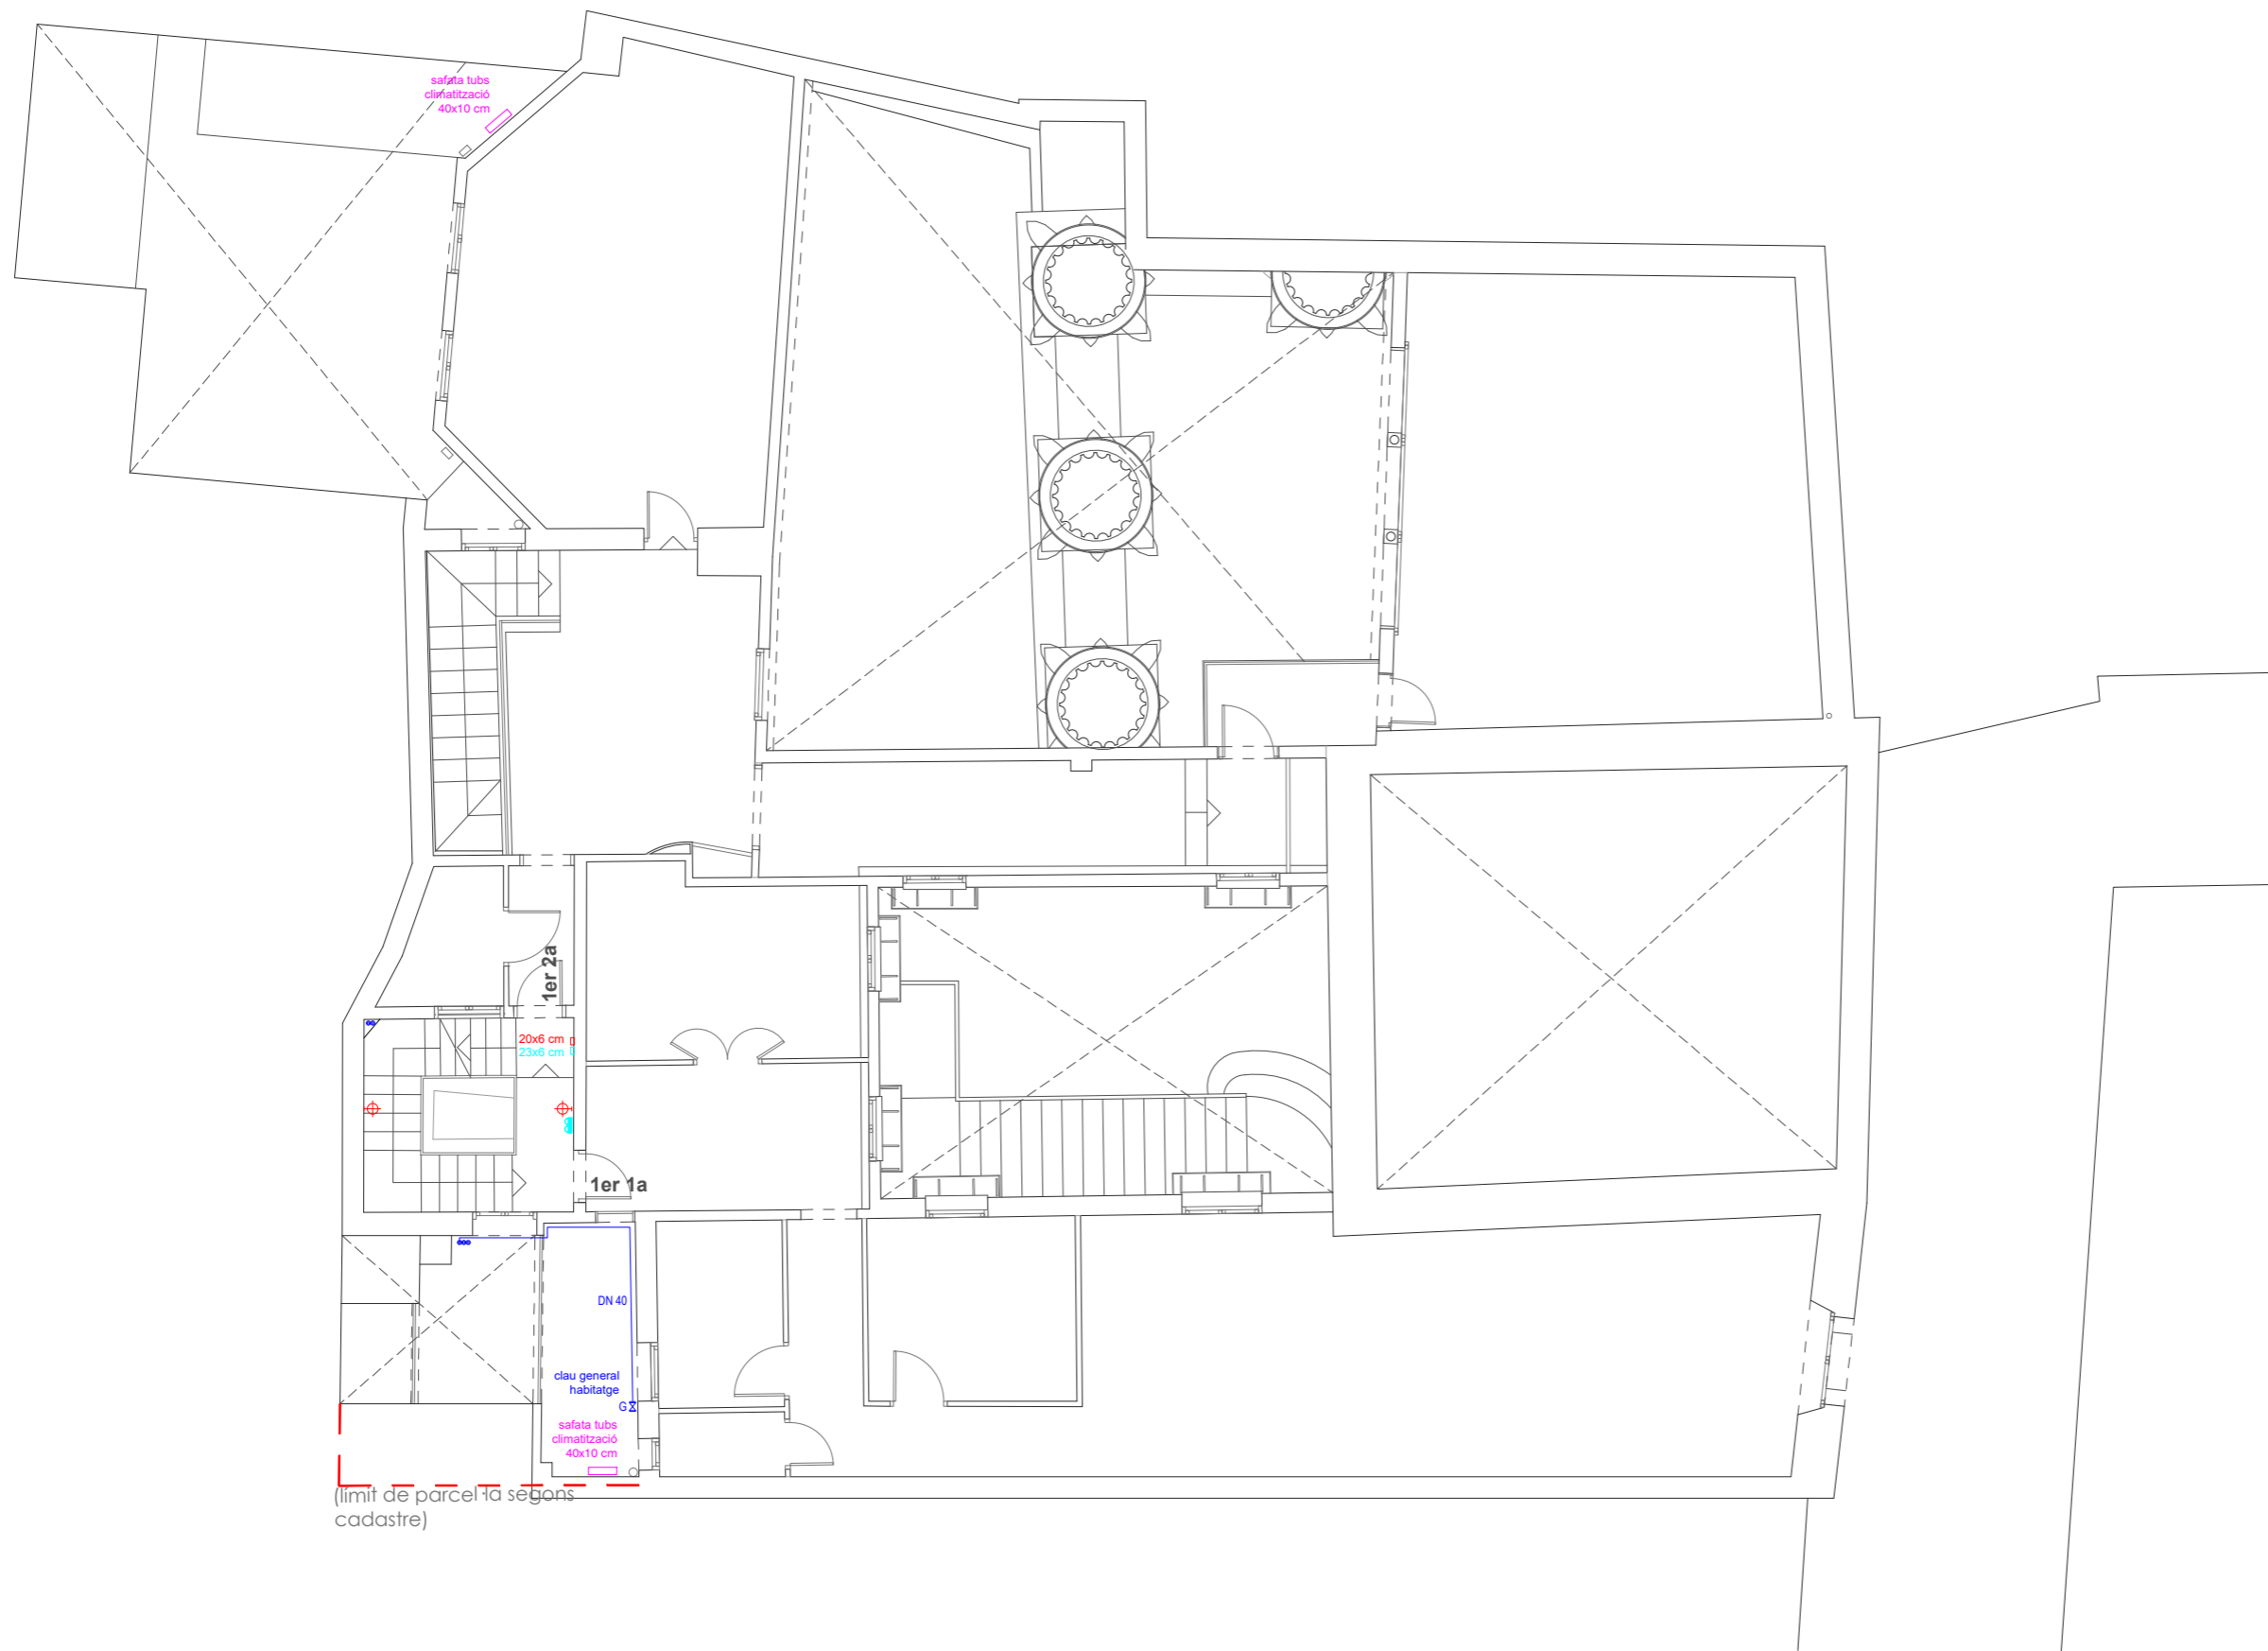 safata tubs
climatització
40x10 cm
1er 2a
20x6 cm
23x6 cm
1er 1a
DN 40
clau general
habitatge
G
safata tubs
climatització
40x10 cm
(límit de parcel·la segons
cadastre)